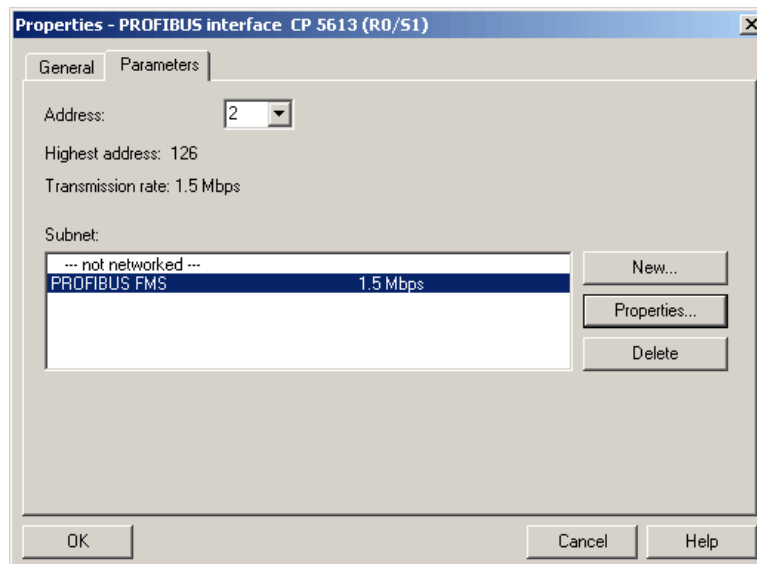 Properties - PROFIBUS interface CP 5613 (R0/S1)
General Parameters
Address: 2
Highest address: 126
Transmission rate: 1.5 Mbps
Subnet:
--- not networked ---
PROFIBUS FMS 1.5 Mbps
New...
Properties...
Delete
OK Cancel Help